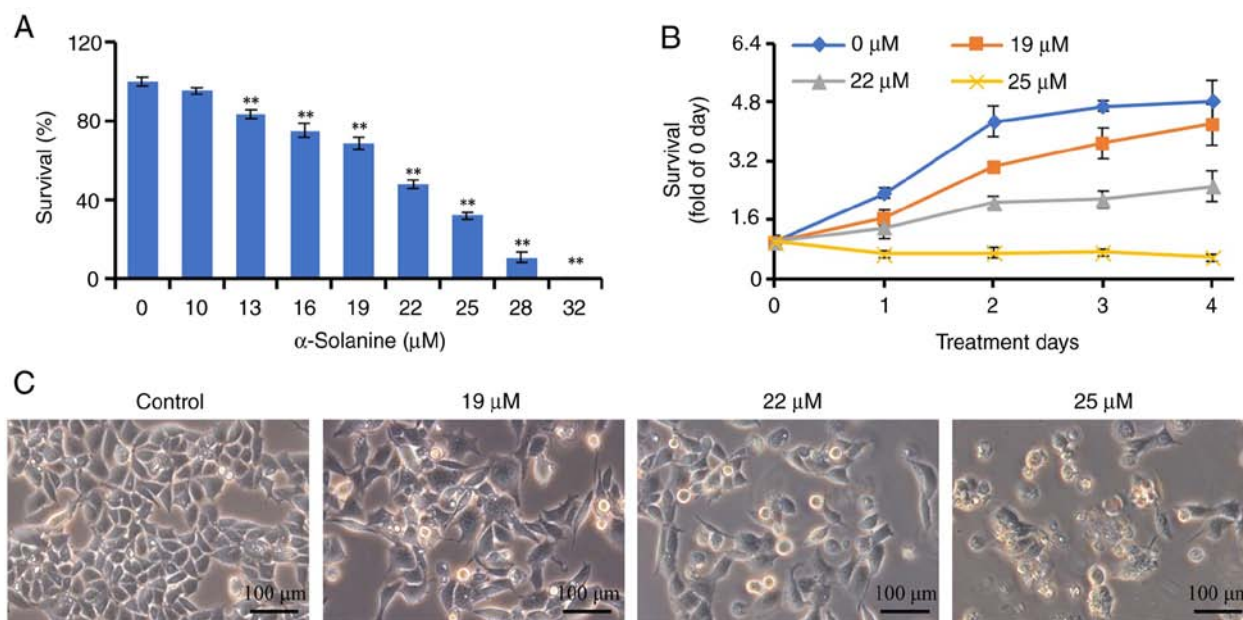 A
120
80
40
0
Survival (%)
**
**
**
**
**
**
**
0 10 13 16 19 22 25 28 32
α-Solanine (μM)
B
6.4
4.8
3.2
1.6
0
Survival
(fold of 0 day)
0 μM 19 μM
22 μM 25 μM
0 1 2 3 4
Treatment days
C
Control 19 μM 22 μM 25 μM
100 μm 100 μm 100 μm 100 μm